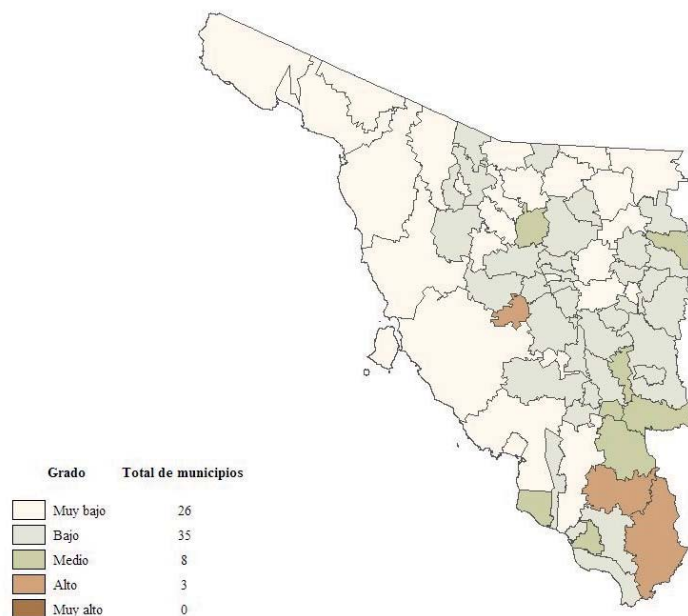 Grado Total de municipios
Muy bajo 26
Bajo 35
Medio 8
Alto 3
Muy alto 0